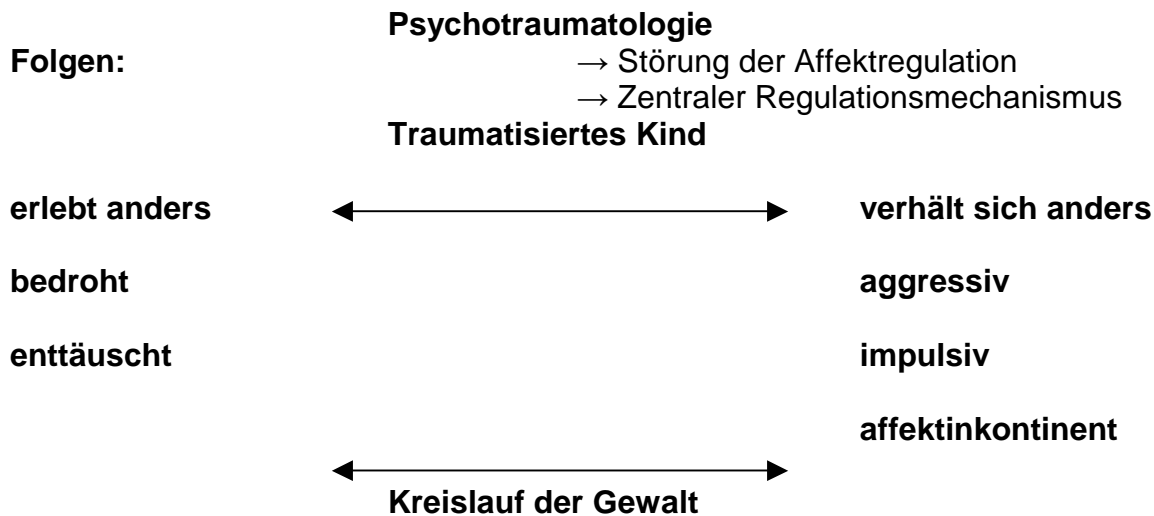 Psychotraumatologie
Folgen: → Störung der Affektregulation
→ Zentraler Regulationsmechanismus
Traumatisiertes Kind
erlebt anders verhält sich anders
bedroht aggressiv
enttäuscht impulsiv
affektinkontinent
Kreislauf der Gewalt